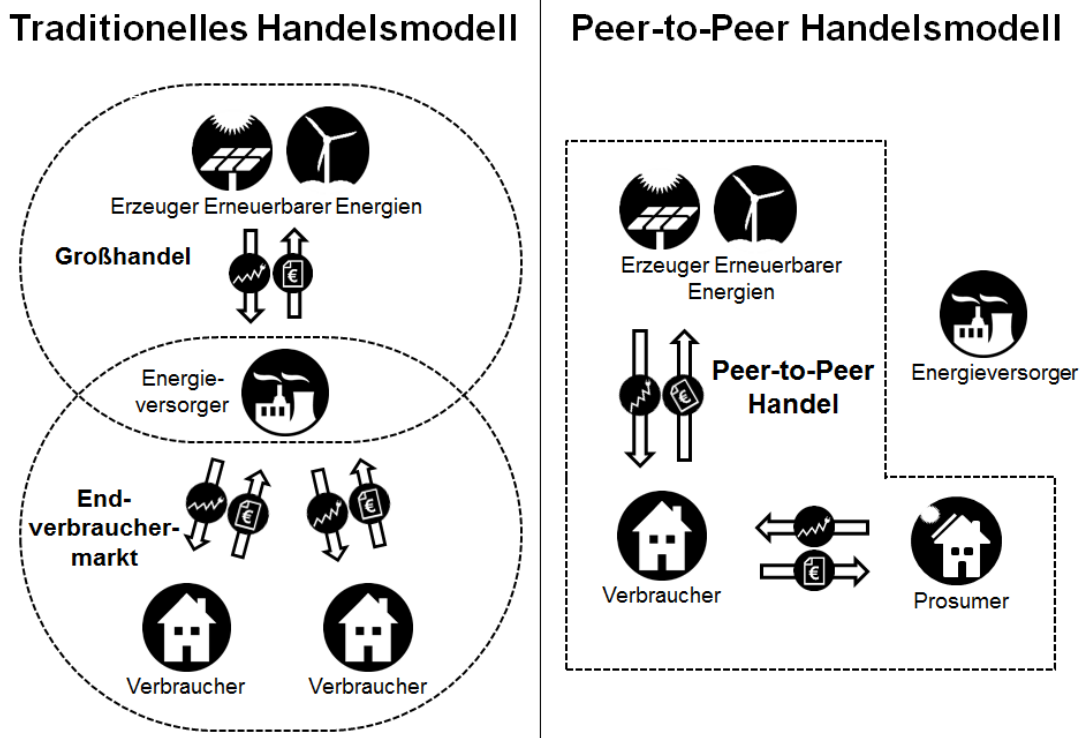 Traditionelles Handelsmodell
Erzeuger Erneuerbarer Energien
Großhandel
€
Energie-
versorger
€
€
End-
verbraucher-
markt
Verbraucher
Verbraucher
Peer-to-Peer Handelsmodell
Erzeuger Erneuerbarer
Energien
Energieversorger
€
Peer-to-Peer
Handel
€
Verbraucher
Prosumer